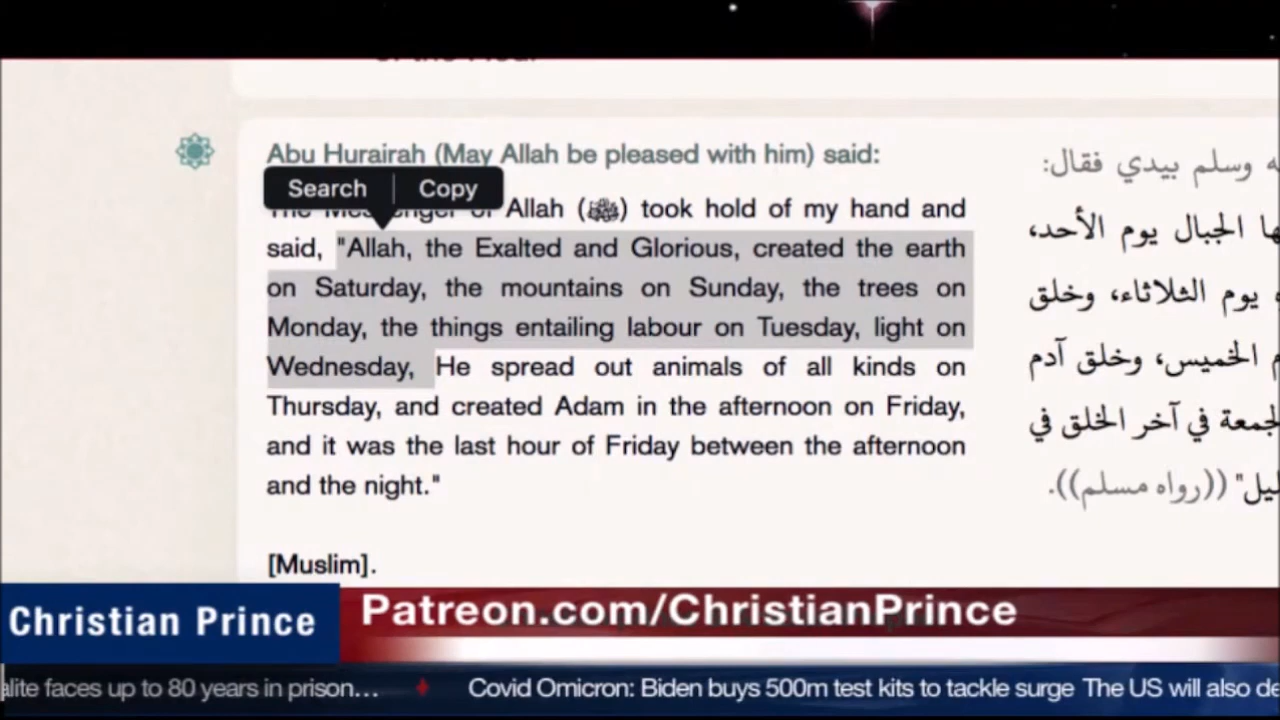 Abu Hurairah (May Allah be pleased with him) said:
Search Copy
Allah (ﷺ) took hold of my hand and
said, "Allah, the Exalted and Glorious, created the earth
on Saturday, the mountains on Sunday, the trees on
Monday, the things entailing labour on Tuesday, light on
Wednesday, He spread out animals of all kinds on
Thursday, and created Adam in the afternoon on Friday,
and it was the last hour of Friday between the afternoon
and the night."
[Muslim].
وسلم بيدي فقال:
الجبال يوم الأحد،
يوم الثلاثاء، وخلق
الخميس، وخلق آدم
في آخر الخلق في
((رواه مسلم)).
Christian Prince
Patreon.com/ChristianPrince
faces up to 80 years in prison... Covid Omicron: Biden buys 500m test kits to tackle surge The US will also